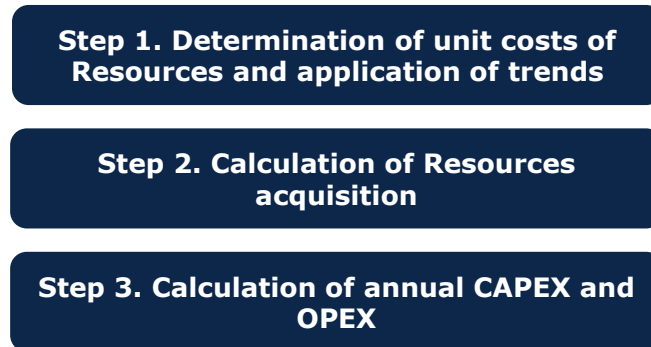 Step 1. Determination of unit costs of
Resources and application of trends
Step 2. Calculation of Resources
acquisition
Step 3. Calculation of annual CAPEX and
OPEX